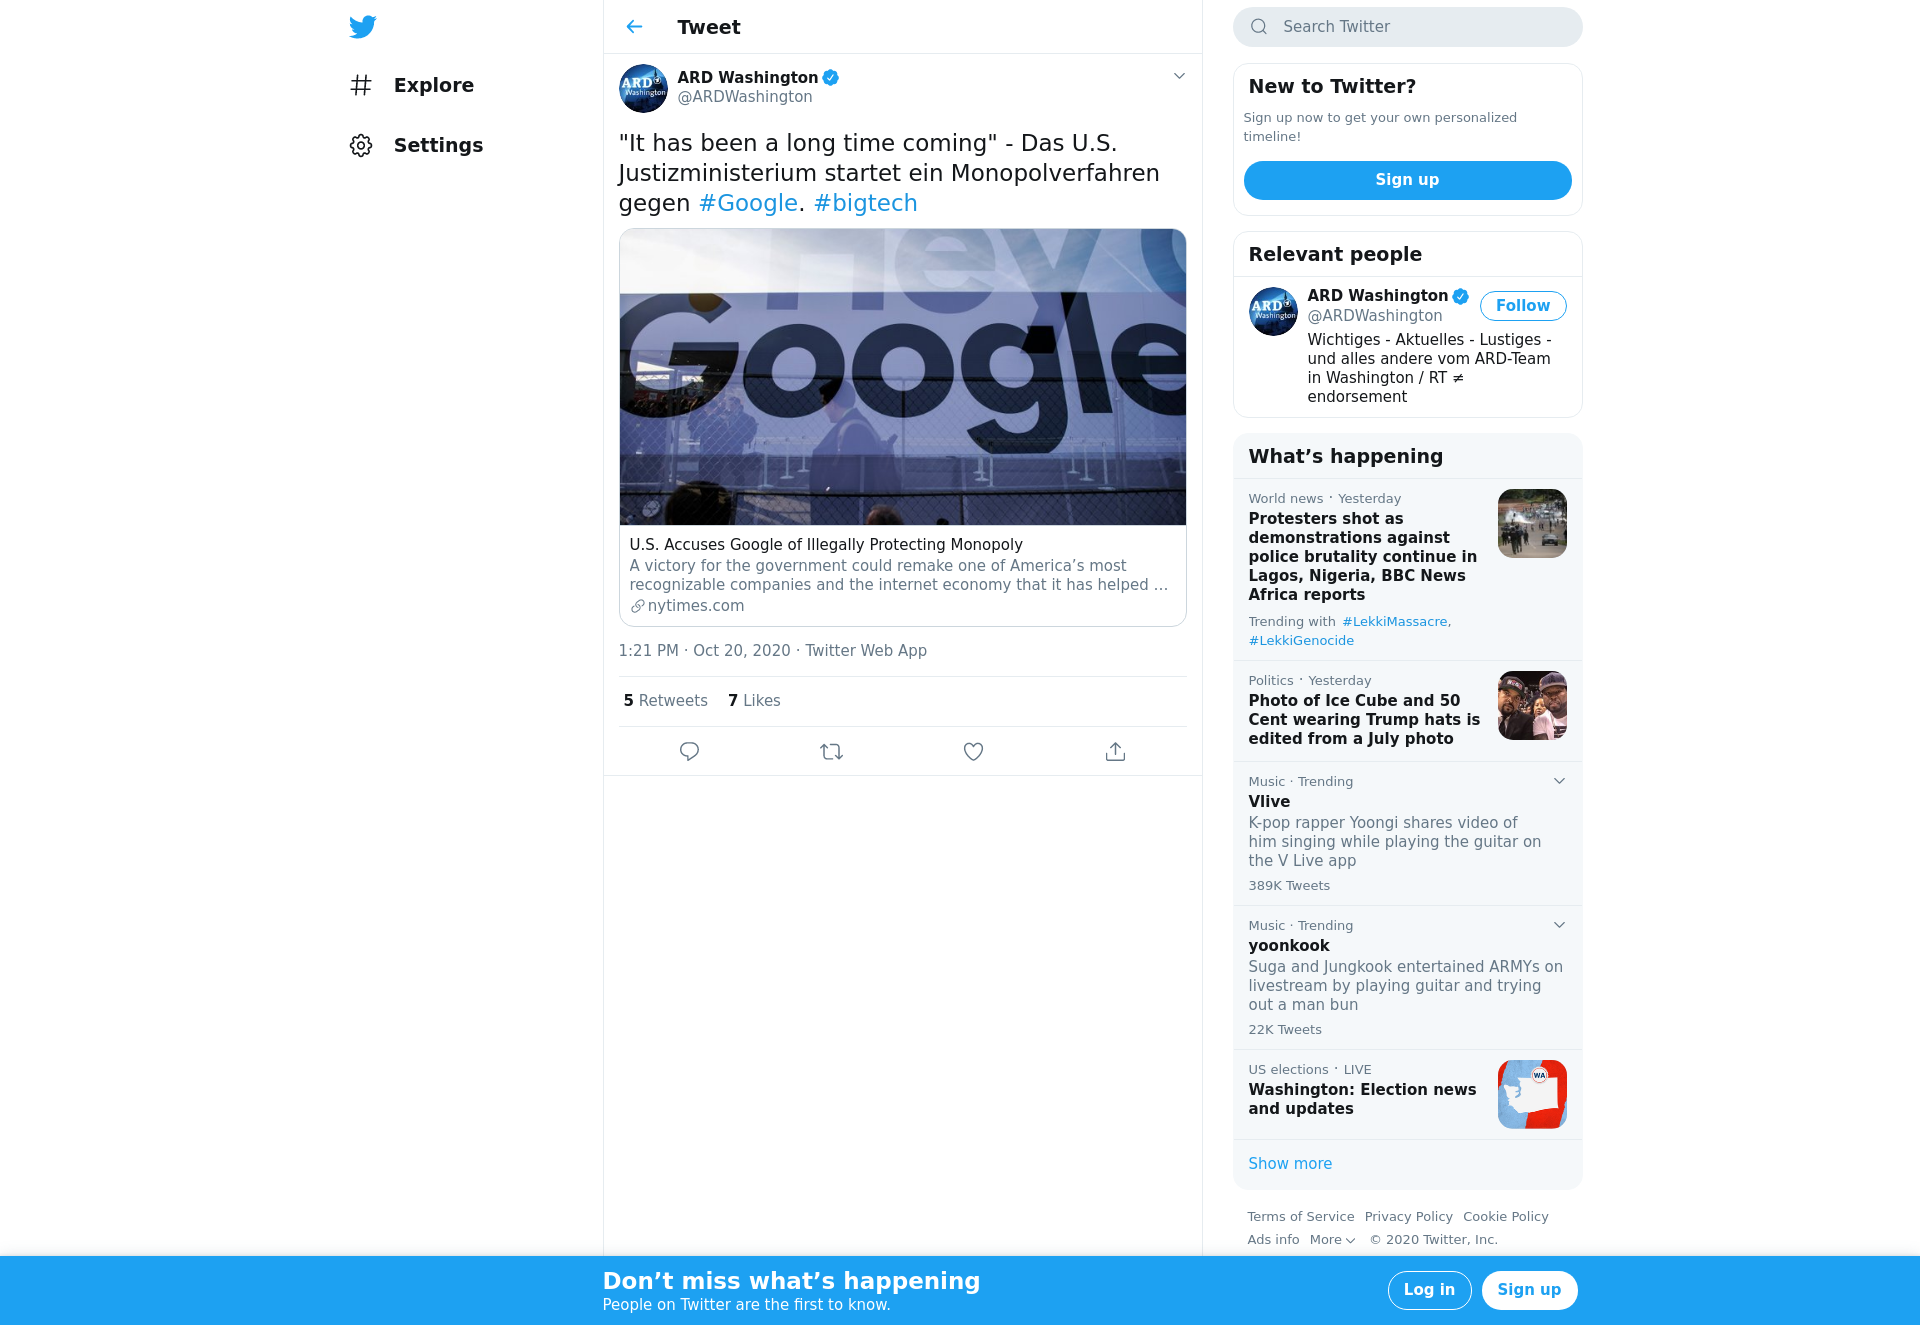 Explore
Settings
Tweet
ARD Washington
@ARDWashington
"It has been a long time coming" - Das U.S.
Justizministerium startet ein Monopolverfahren
gegen #Google. #bigtech
Hey G
Google
U.S. Accuses Google of Illegally Protecting Monopoly
A victory for the government could remake one of America’s most
recognizable companies and the internet economy that it has helped ...
nytimes.com
1:21 PM · Oct 20, 2020 · Twitter Web App
5 Retweets 7 Likes
Search Twitter
New to Twitter?
Sign up now to get your own personalized
timeline!
Sign up
Relevant people
ARD Washington
@ARDWashington
Follow
Wichtiges - Aktuelles - Lustiges -
und alles andere vom ARD-Team
in Washington / RT ≠
endorsement
What’s happening
World news · Yesterday
Protesters shot as
demonstrations against
police brutality continue in
Lagos, Nigeria, BBC News
Africa reports
Trending with #LekkiMassacre,
#LekkiGenocide
Politics · Yesterday
Photo of Ice Cube and 50
Cent wearing Trump hats is
edited from a July photo
Music · Trending
Vlive
K-pop rapper Yoongi shares video of
him singing while playing the guitar on
the V Live app
389K Tweets
Music · Trending
yoonkook
Suga and Jungkook entertained ARMYs on
livestream by playing guitar and trying
out a man bun
22K Tweets
US elections · LIVE
Washington: Election news
and updates
WA
Show more
Terms of Service Privacy Policy Cookie Policy
Ads info More © 2020 Twitter, Inc.
Don’t miss what’s happening
People on Twitter are the first to know.
Log in
Sign up